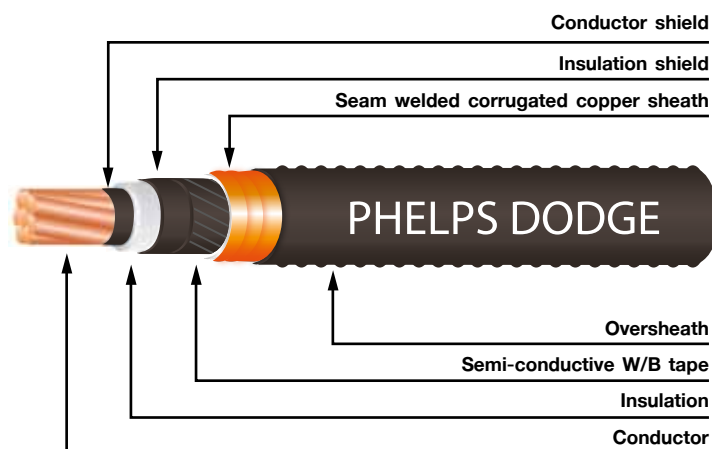 Conductor shield
Insulation shield
Seam welded corrugated copper sheath
PHELPS DODGE
Oversheath
Semi-conductive W/B tape
Insulation
Conductor